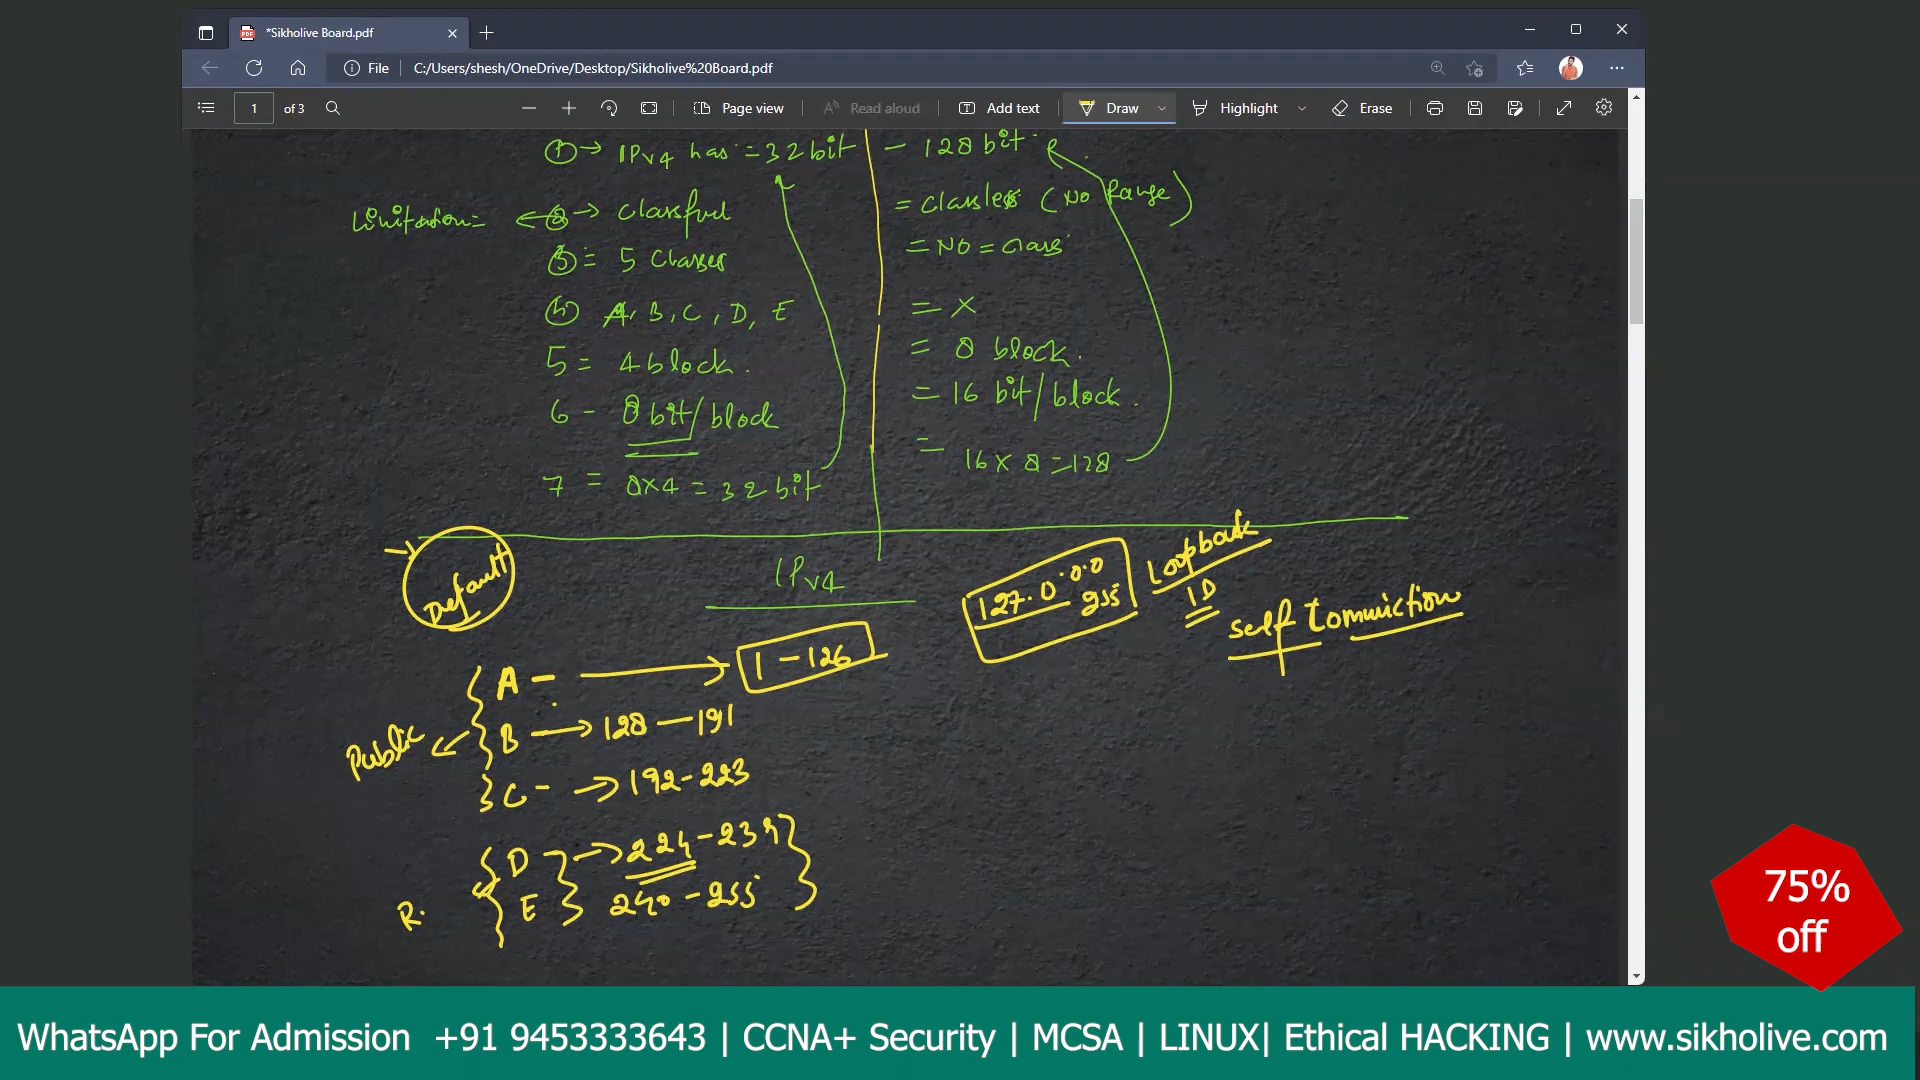 *Sikholive Board.pdf
File C:/Users/shesh/OneDrive/Desktop/Sikholive%20Board.pdf
1 of 3 Page view Read aloud Add text Draw Highlight Erase
① → IPv4 has = 32 bit – 128 bit
Limitation = ② → Classful = Classless (No Range)
③ = 5 Classes = NO = Class
④ A, B, C, D, E = X
5 = 4 block. = 8 block.
6 - 8 bit/block = 16 bit/block.
7 = 8x4 = 32 bit = 16 x 8 = 128
Default
IPv4
127.0.0.0
255
Loopback
ID
self Commiction
Public
A – → 1 – 126
B → 128 – 191
C – → 192 – 223
R. D → 224 – 239
E 240 – 255
75%
off
WhatsApp For Admission +91 9453333643 | CCNA+ Security | MCSA | LINUX| Ethical HACKING | www.sikholive.com